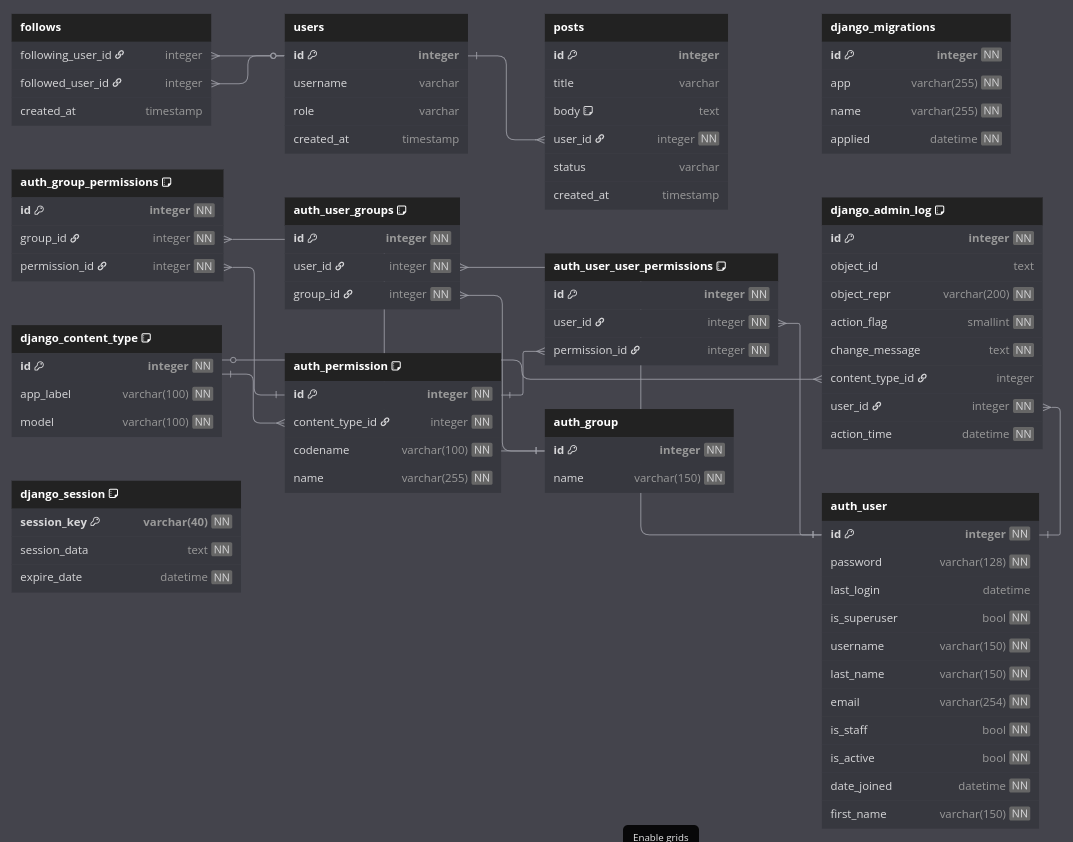 follows
following_user_id integer
followed_user_id integer
created_at timestamp
users
id integer
username varchar
role varchar
created_at timestamp
posts
id integer
title varchar
body text
user_id integer NN
status varchar
created_at timestamp
django_migrations
id integer NN
app varchar(255) NN
name varchar(255) NN
applied datetime NN
auth_group_permissions
id integer NN
group_id integer NN
permission_id integer NN
auth_user_groups
id integer NN
user_id integer NN
group_id integer NN
auth_user_user_permissions
id integer NN
user_id integer NN
permission_id integer NN
django_admin_log
id integer NN
object_id text
object_repr varchar(200) NN
action_flag smallint NN
change_message text NN
content_type_id integer
user_id integer NN
action_time datetime NN
django_content_type
id integer NN
app_label varchar(100) NN
model varchar(100) NN
auth_permission
id integer NN
content_type_id integer NN
codename varchar(100) NN
name varchar(255) NN
auth_group
id integer NN
name varchar(150) NN
django_session
session_key varchar(40) NN
session_data text NN
expire_date datetime NN
auth_user
id integer NN
password varchar(128) NN
last_login datetime
is_superuser bool NN
username varchar(150) NN
last_name varchar(150) NN
email varchar(254) NN
is_staff bool NN
is_active bool NN
date_joined datetime NN
first_name varchar(150) NN
Enable grids